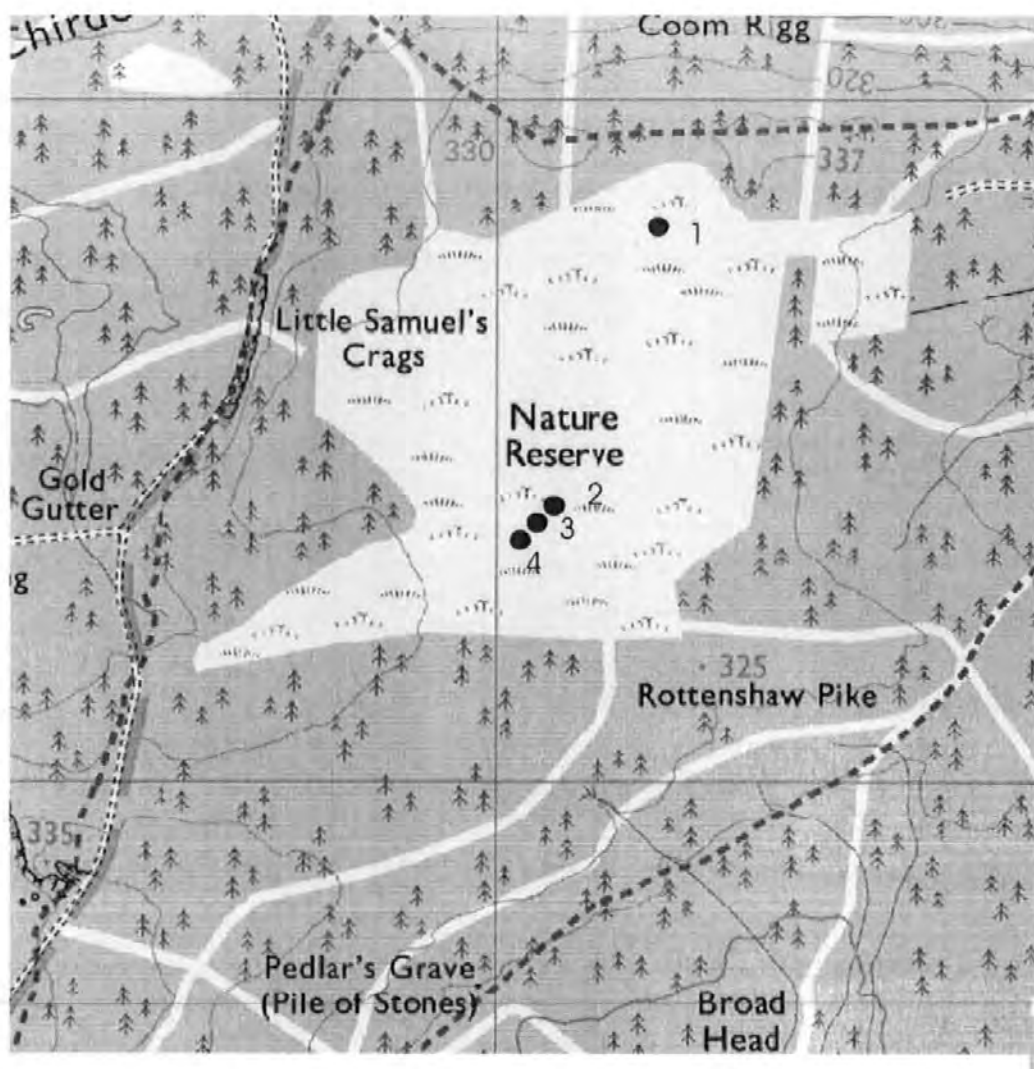 Coom Rigg
320
330
337
1
Little Samuel's
Crags
Nature
Reserve
Gold
Gutter
2
3
4
325
Rottenshaw Pike
335
Pedlar's Grave
(Pile of Stones)
Broad
Head